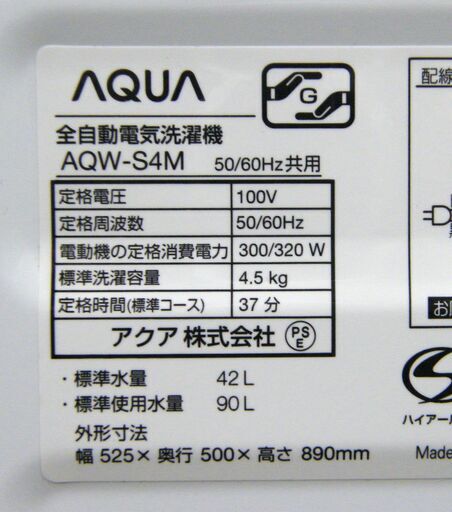 AQUA
G
配線
全自動電気洗濯機
AQW-S4M 50/60Hz共用
定格電圧 100V
定格周波数 50/60Hz
電動機の定格消費電力 300/320 W
標準洗濯容量 4.5 kg
定格時間(標準コース) 37 分
アクア株式会社 PSE
お
・標準水量 42L
・標準使用水量 90L
外形寸法
幅 525× 奥行 500× 高さ 890mm
ハイアール
Made